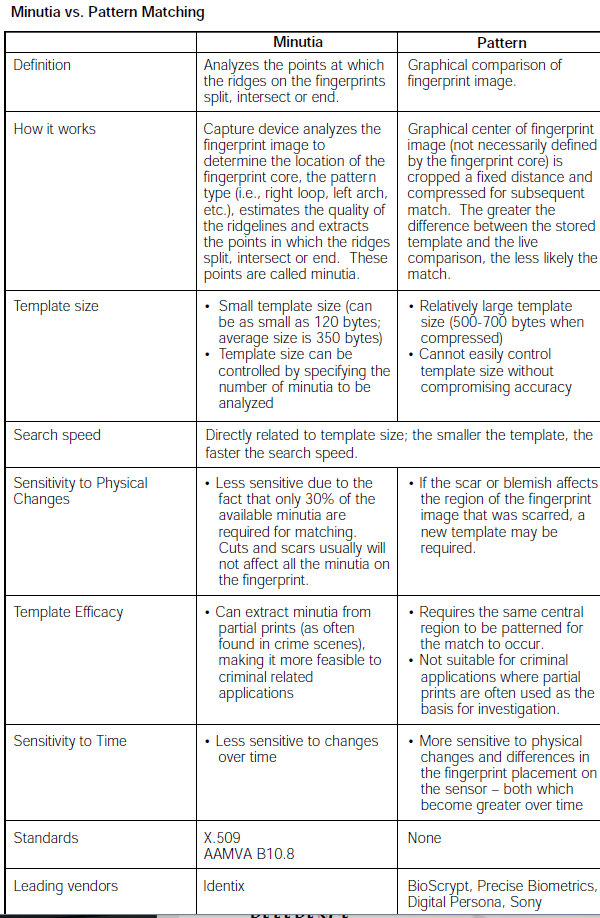 Minutia vs. Pattern Matching
Minutia
Pattern
Definition
Analyzes the points at which
the ridges on the fingerprints
split, intersect or end.
Graphical comparison of
fingerprint image.
How it works
Capture device analyzes the
fingerprint image to
determine the location of the
fingerprint core, the pattern
type (i.e., right loop, left arch,
etc.), estimates the quality of
the ridgelines and extracts
the points in which the ridges
split, intersect or end. These
points are called minutia.
Graphical center of fingerprint
image (not necessarily defined
by the fingerprint core) is
cropped a fixed distance and
compressed for subsequent
match. The greater the
difference between the stored
template and the live
comparison, the less likely the
match.
Template size
• Small template size (can
be as small as 120 bytes;
average size is 350 bytes)
• Template size can be
controlled by specifying the
number of minutia to be
analyzed
• Relatively large template
size (500-700 bytes when
compressed)
• Cannot easily control
template size without
compromising accuracy
Search speed
Directly related to template size; the smaller the template, the
faster the search speed.
Sensitivity to Physical
Changes
• Less sensitive due to the
fact that only 30% of the
available minutia are
required for matching.
Cuts and scars usually will
not affect all the minutia on
the fingerprint.
• If the scar or blemish affects
the region of the fingerprint
image that was scarred, a
new template may be
required.
Template Efficacy
• Can extract minutia from
partial prints (as often
found in crime scenes),
making it more feasible to
criminal related
applications
• Requires the same central
region to be patterned for
the match to occur.
• Not suitable for criminal
applications where partial
prints are often used as the
basis for investigation.
Sensitivity to Time
• Less sensitive to changes
over time
• More sensitive to physical
changes and differences in
the fingerprint placement on
the sensor – both which
become greater over time
Standards
X.509
AAMVA B10.8
None
Leading vendors
Identix
BioScrypt, Precise Biometrics,
Digital Persona, Sony